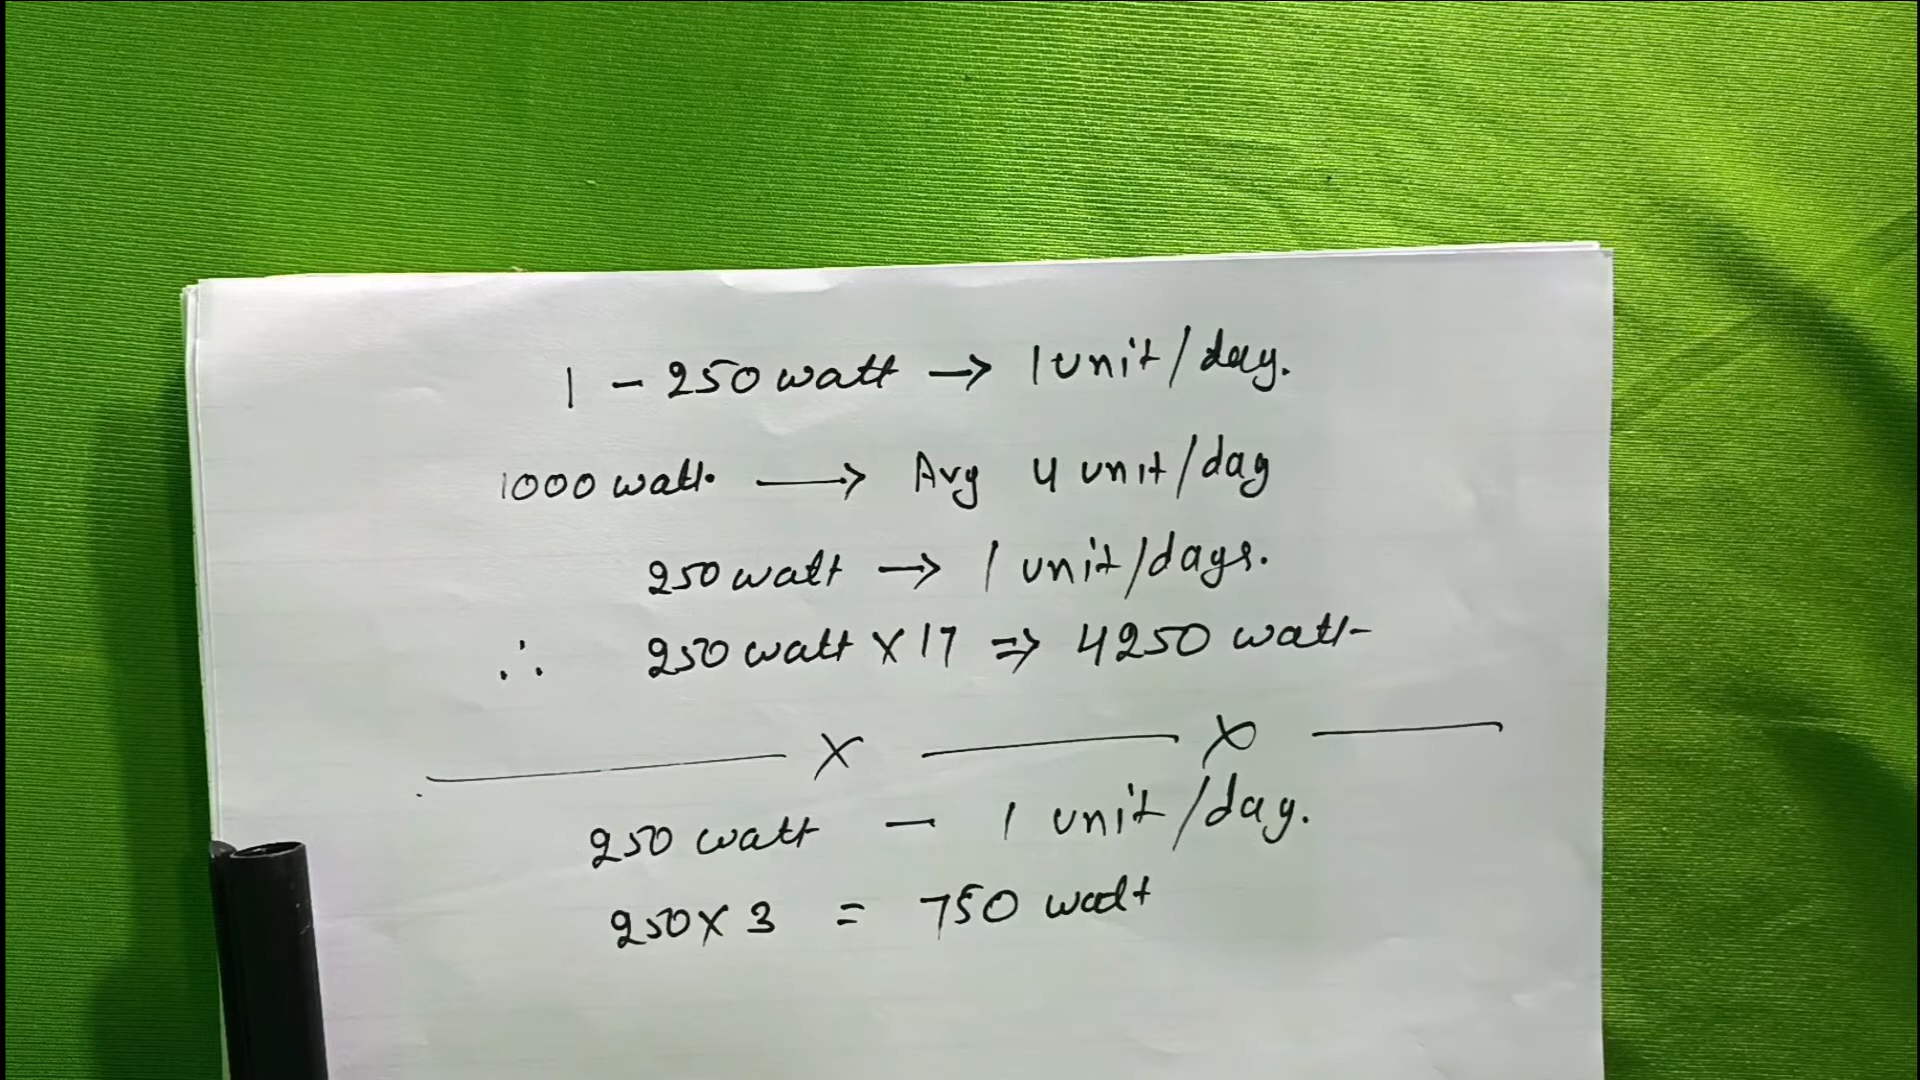 1 - 250 watt → 1 unit/day.
1000 watt. → Avg 4 unit/day
250 watt → 1 unit/days.
∴ 250 watt X 17 ⇒ 4250 watt
X X
250 watt - 1 unit/day.
250 X 3 = 750 watt